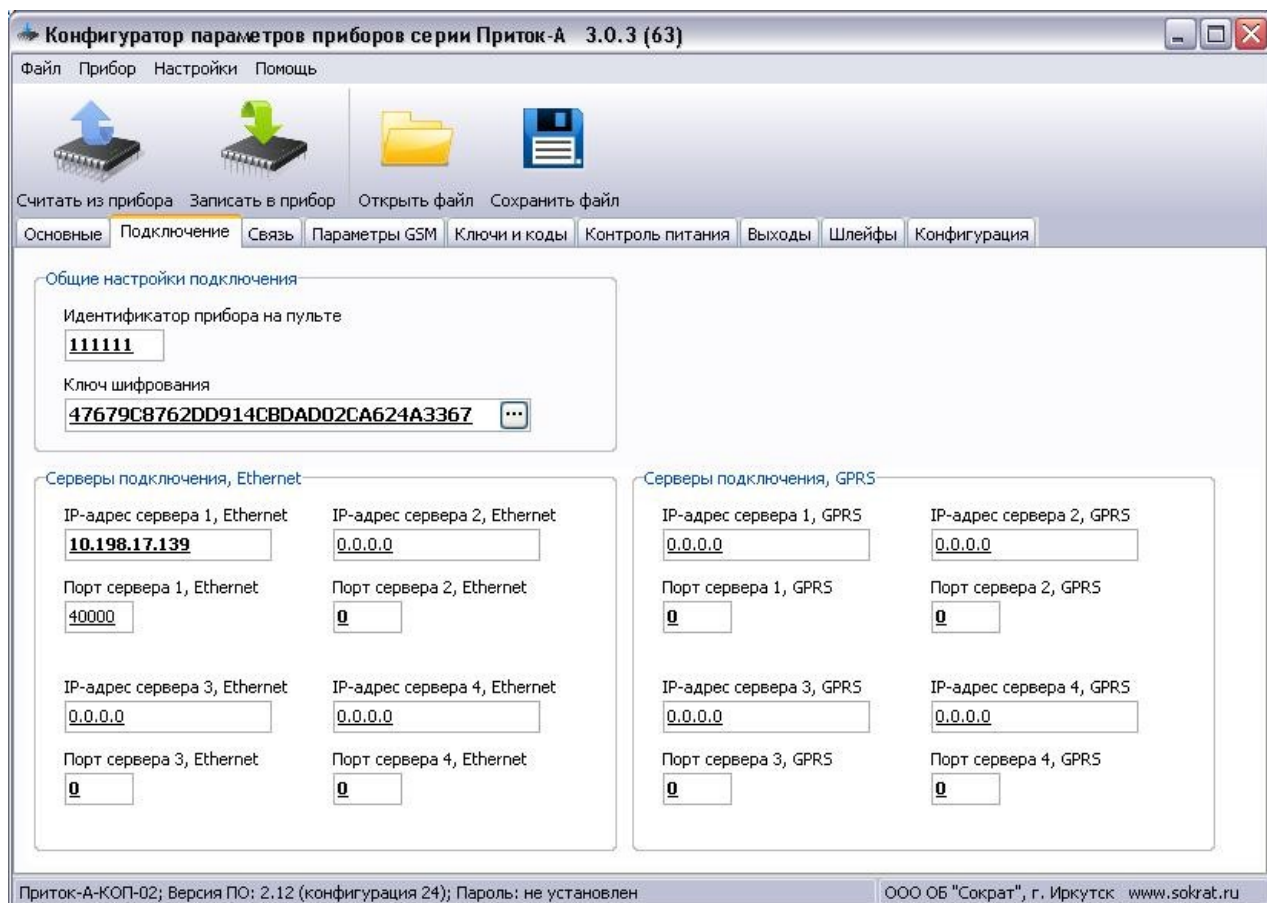 Конфигуратор параметров приборов серии Приток-А 3.0.3 (63)
Файл Прибор Настройки Помощь
Считать из прибора Записать в прибор Открыть файл Сохранить файл
Основные Подключение Связь Параметры GSM Ключи и коды Контроль питания Выходы Шлейфы Конфигурация
Общие настройки подключения
Идентификатор прибора на пульте
111111
Ключ шифрования
47679C8762DD914CBDAD02CA624A3367 ...
Серверы подключения, Ethernet
IP-адрес сервера 1, Ethernet IP-адрес сервера 2, Ethernet
10.198.17.139 0.0.0.0
Порт сервера 1, Ethernet Порт сервера 2, Ethernet
40000 0
IP-адрес сервера 3, Ethernet IP-адрес сервера 4, Ethernet
0.0.0.0 0.0.0.0
Порт сервера 3, Ethernet Порт сервера 4, Ethernet
0 0
Серверы подключения, GPRS
IP-адрес сервера 1, GPRS IP-адрес сервера 2, GPRS
0.0.0.0 0.0.0.0
Порт сервера 1, GPRS Порт сервера 2, GPRS
0 0
IP-адрес сервера 3, GPRS IP-адрес сервера 4, GPRS
0.0.0.0 0.0.0.0
Порт сервера 3, GPRS Порт сервера 4, GPRS
0 0
Приток-А-КОП-02; Версия ПО: 2.12 (конфигурация 24); Пароль: не установлен ООО ОБ "Сократ", г. Иркутск www.sokrat.ru